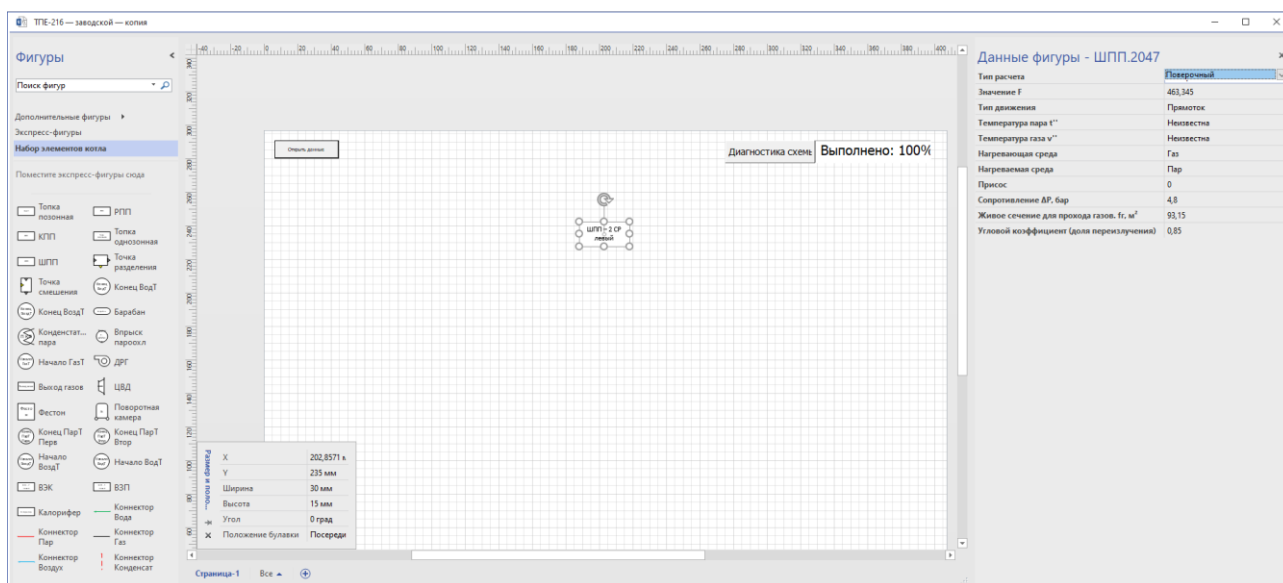 ТПЕ-216 — заводской — копия
Фигуры
Поиск фигур
Дополнительные фигуры
Экспресс-фигуры
Набор элементов котла
Поместите экспресс-фигуры сюда
Топка позонная
РПП
КПП
Топка однозонная
ШПП
Точка разделения
Точка смешения
Конец ВодТ
Конец ВоздТ
Барабан
Конденстат... пара
Впрыск пароохл
Начало ГазТ
ДРГ
Выход газов
ЦВД
Фестон
Поворотная камера
Конец ПарТ Перв
Конец ПарТ Втор
Начало ВоздТ
Начало ВодТ
ВЭК
ВЗП
Калорифер
Коннектор Вода
Коннектор Пар
Коннектор Газ
Коннектор Воздух
Коннектор Конденсат
Открыть данные
Диагностика схемы
Выполнено: 100%
ШПП - 2 СР
левый
Размер и поло...
X 202,8571 м
Y 235 мм
Ширина 30 мм
Высота 15 мм
Угол 0 град
Положение булавки Посереди
Страница-1 Все
Данные фигуры - ШПП.2047
Тип расчета Поверочный
Значение F 463,345
Тип движения Прямоток
Температура пара t'' Неизвестна
Температура газа v'' Неизвестна
Нагревающая среда Газ
Нагреваемая среда Пар
Присос 0
Сопротивление ΔP, бар 4,8
Живое сечение для прохода газов, fг, м² 93,15
Угловой коэффициент (доля переизлучения) 0,85